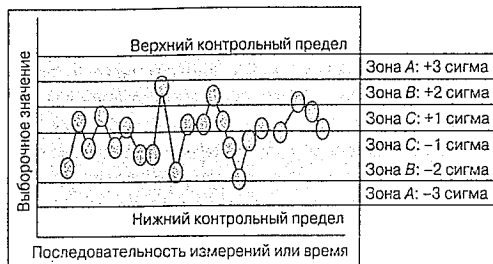 Выборочное значение
Верхний контрольный предел
Зона A: +3 сигма
Зона B: +2 сигма
Зона C: +1 сигма
Зона C: −1 сигма
Зона B: −2 сигма
Зона A: −3 сигма
Нижний контрольный предел
Последовательность измерений или время